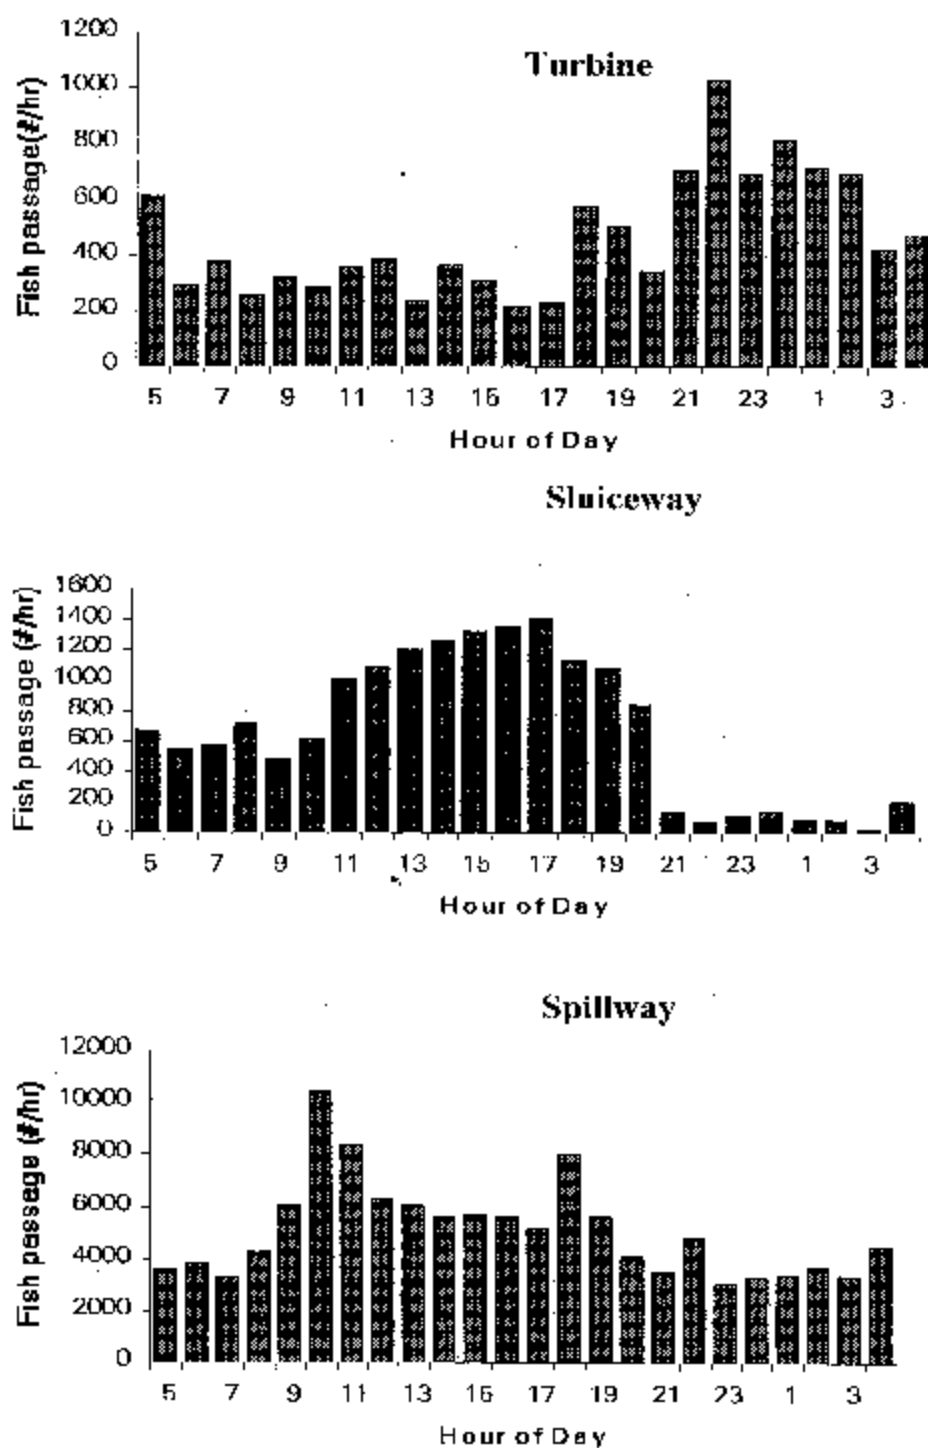 Turbine
Fish passage(#/hr)
1200
1000
800
600
400
200
0
5 7 9 11 13 15 17 19 21 23 1 3
Hour of Day
Sluiceway
Fish passage (#/hr)
1600
1400
1200
1000
800
600
400
200
0
5 7 9 11 13 15 17 19 21 23 1 3
Hour of Day
Spillway
Fish passage (#/hr)
12000
10000
8000
6000
4000
2000
0
5 7 9 11 13 15 17 19 21 23 1 3
Hour of Day